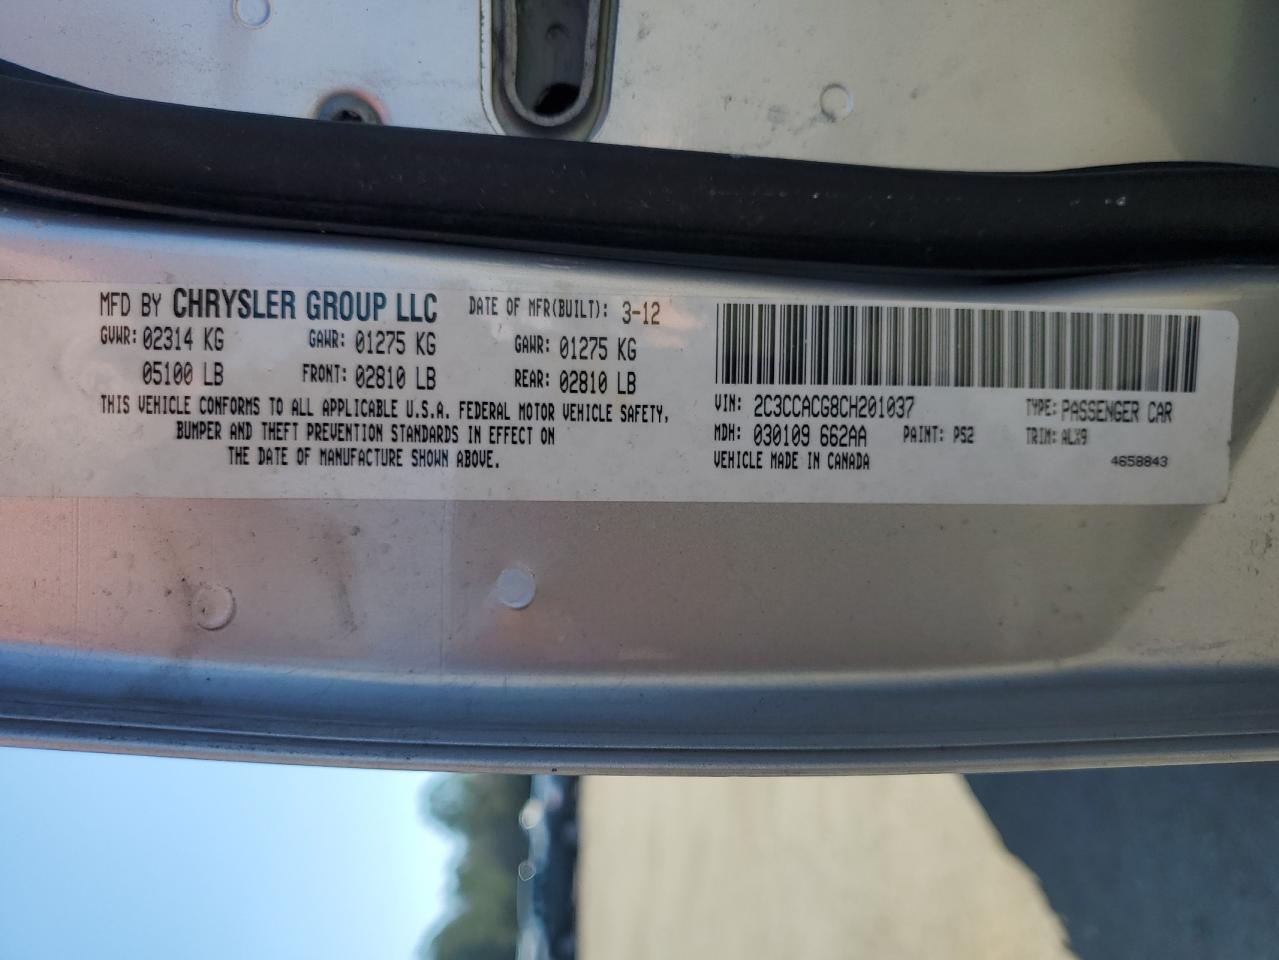 MFD BY CHRYSLER GROUP LLC DATE OF MFR(BUILT): 3-12
GVWR: 02314 KG GAWR: 01275 KG GAWR: 01275 KG
05100 LB FRONT: 02810 LB REAR: 02810 LB
THIS VEHICLE CONFORMS TO ALL APPLICABLE U.S.A. FEDERAL MOTOR VEHICLE SAFETY,
BUMPER AND THEFT PREVENTION STANDARDS IN EFFECT ON
THE DATE OF MANUFACTURE SHOWN ABOVE.
VIN: 2C3CCACG8CH201037 TYPE: PASSENGER CAR
MDH: 030109 662AA PAINT: PS2 TRIM: ALX9
VEHICLE MADE IN CANADA 4658843